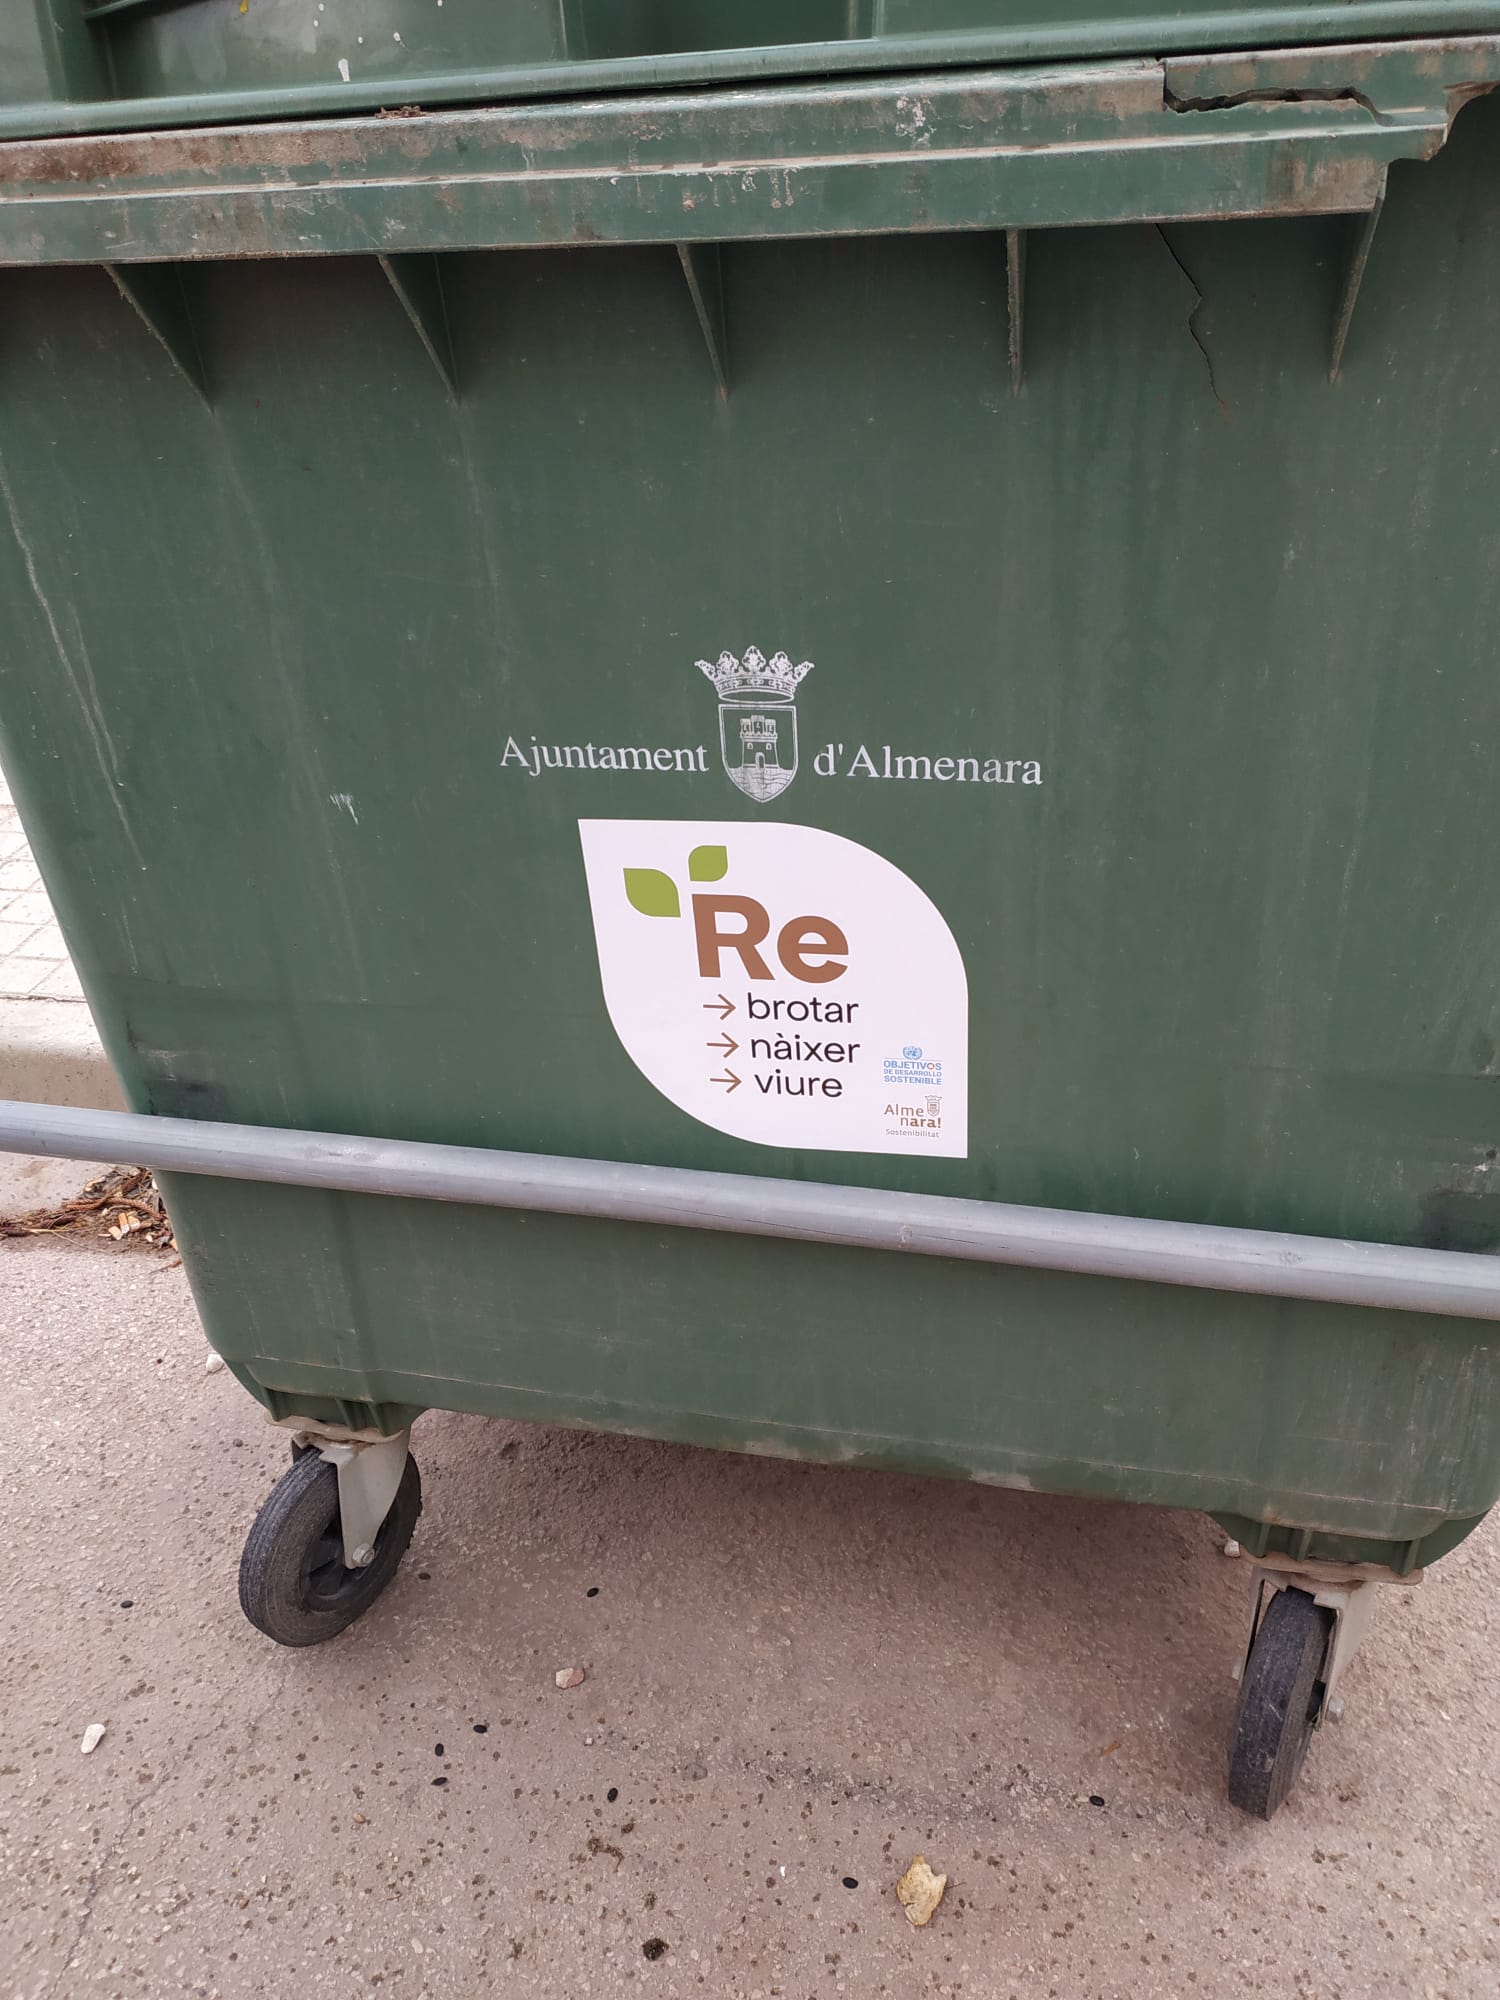 Ajuntament d'Almenara
Re
→ brotar
→ nàixer
→ viure
OBJETIVOS
DE DESARROLLO
SOSTENIBLE
Alme
nara!
Sostenibilitat